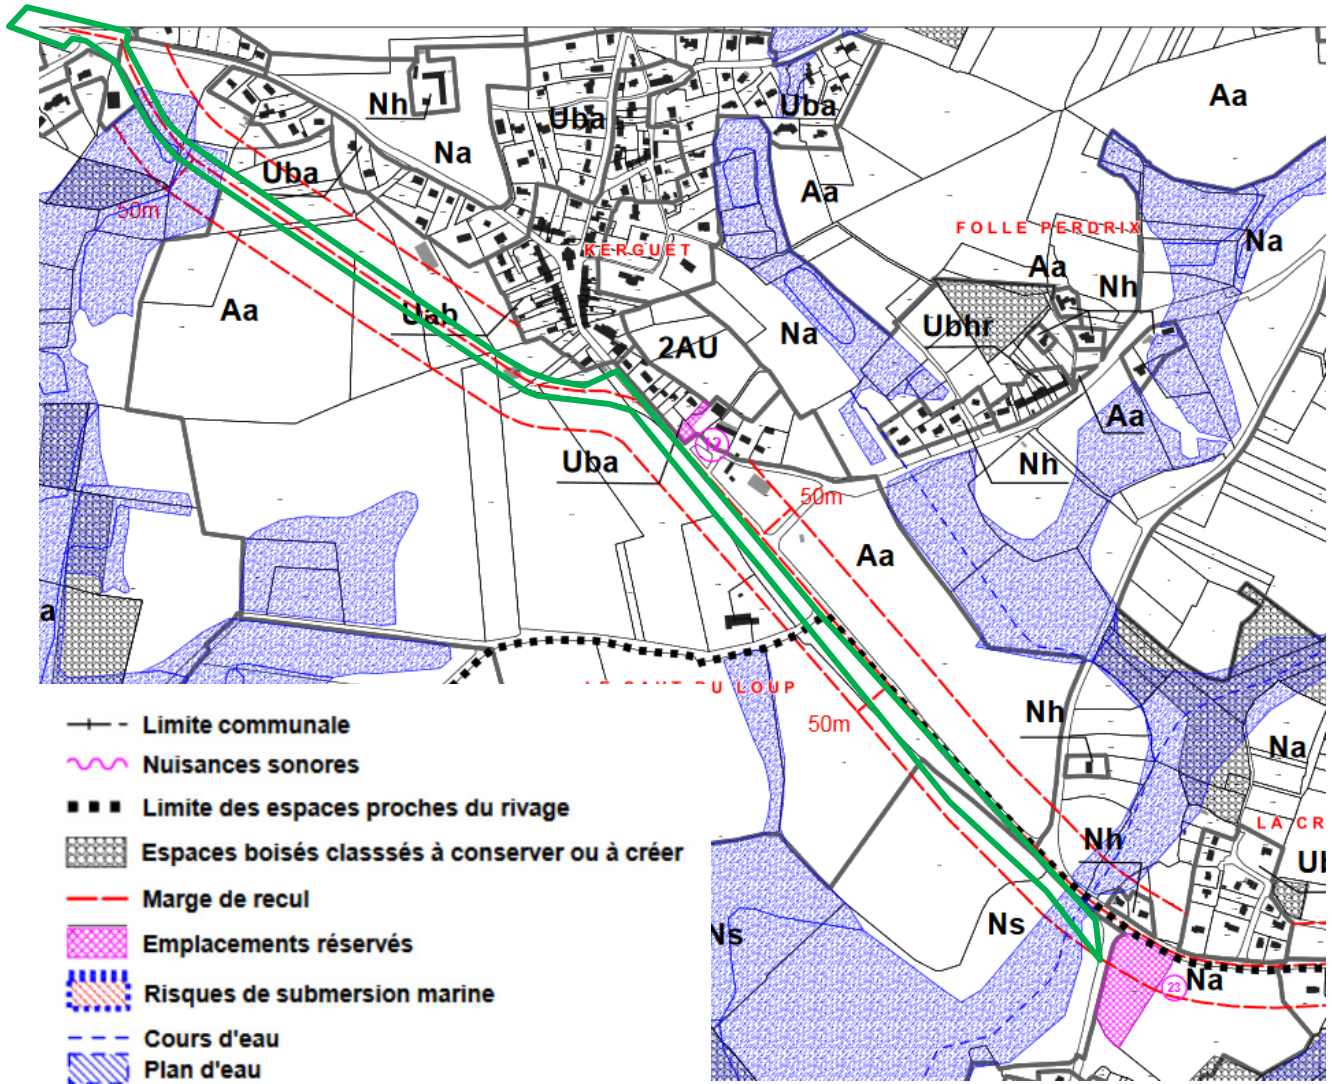 Aa
Nh
Uba
Uba
Na
Uba
Aa
50m
FOLLE PERDRIX
KERGUET
Na
Aa
Nh
Aa
Uab
Ubhr
Na
2AU
Aa
12
Uba
Nh
50m
Aa
a
LE SAUT DU LOUP
Nh
50m
Na
LA CR
Nh
Ub
Ns
Ns
Na
23
Limite communale
Nuisances sonores
Limite des espaces proches du rivage
Espaces boisés classsés à conserver ou à créer
Marge de recul
Emplacements réservés
Risques de submersion marine
Cours d'eau
Plan d'eau